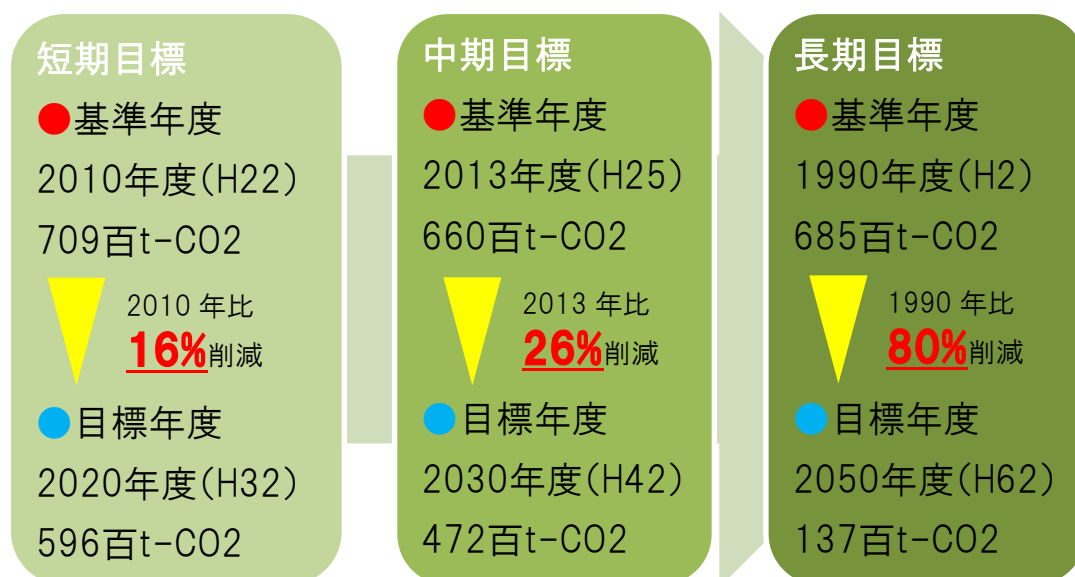 短期目標
●基準年度
2010年度(H22)
709百t-CO2
2010 年比
16%削減
●目標年度
2020年度(H32)
596百t-CO2
中期目標
●基準年度
2013年度(H25)
660百t-CO2
2013 年比
26%削減
●目標年度
2030年度(H42)
472百t-CO2
長期目標
●基準年度
1990年度(H2)
685百t-CO2
1990 年比
80%削減
●目標年度
2050年度(H62)
137百t-CO2